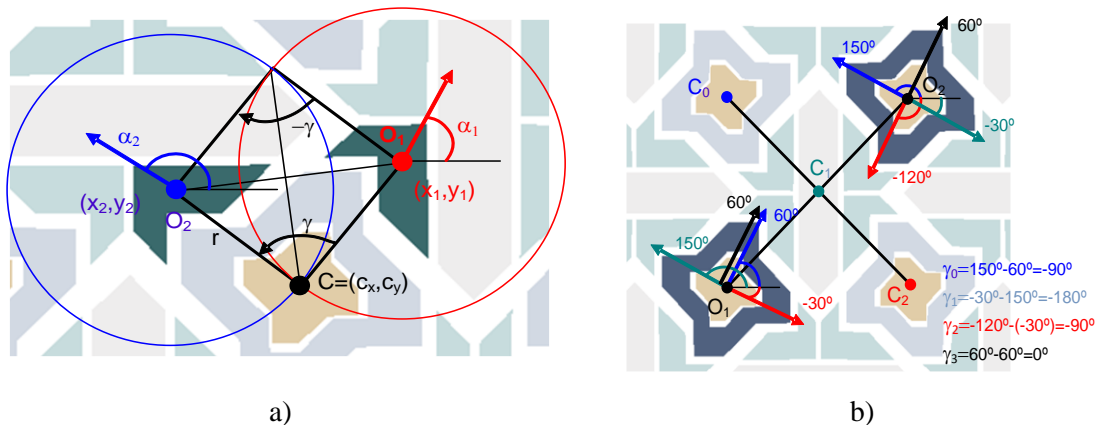 α₂
−γ
O₁
α₁
(x₂,y₂)
O₂
(x₁,y₁)
r
γ
C=(cₓ,c_y)
a)
60º
150º
C₀
O₂
-30º
C₁
-120º
60º
60º
150º
O₁
-30º
C₂
γ₀=150º-60º=-90º
γ₁=-30º-150º=-180º
γ₂=-120º-(-30º)=-90º
γ₃=60º-60º=0º
b)